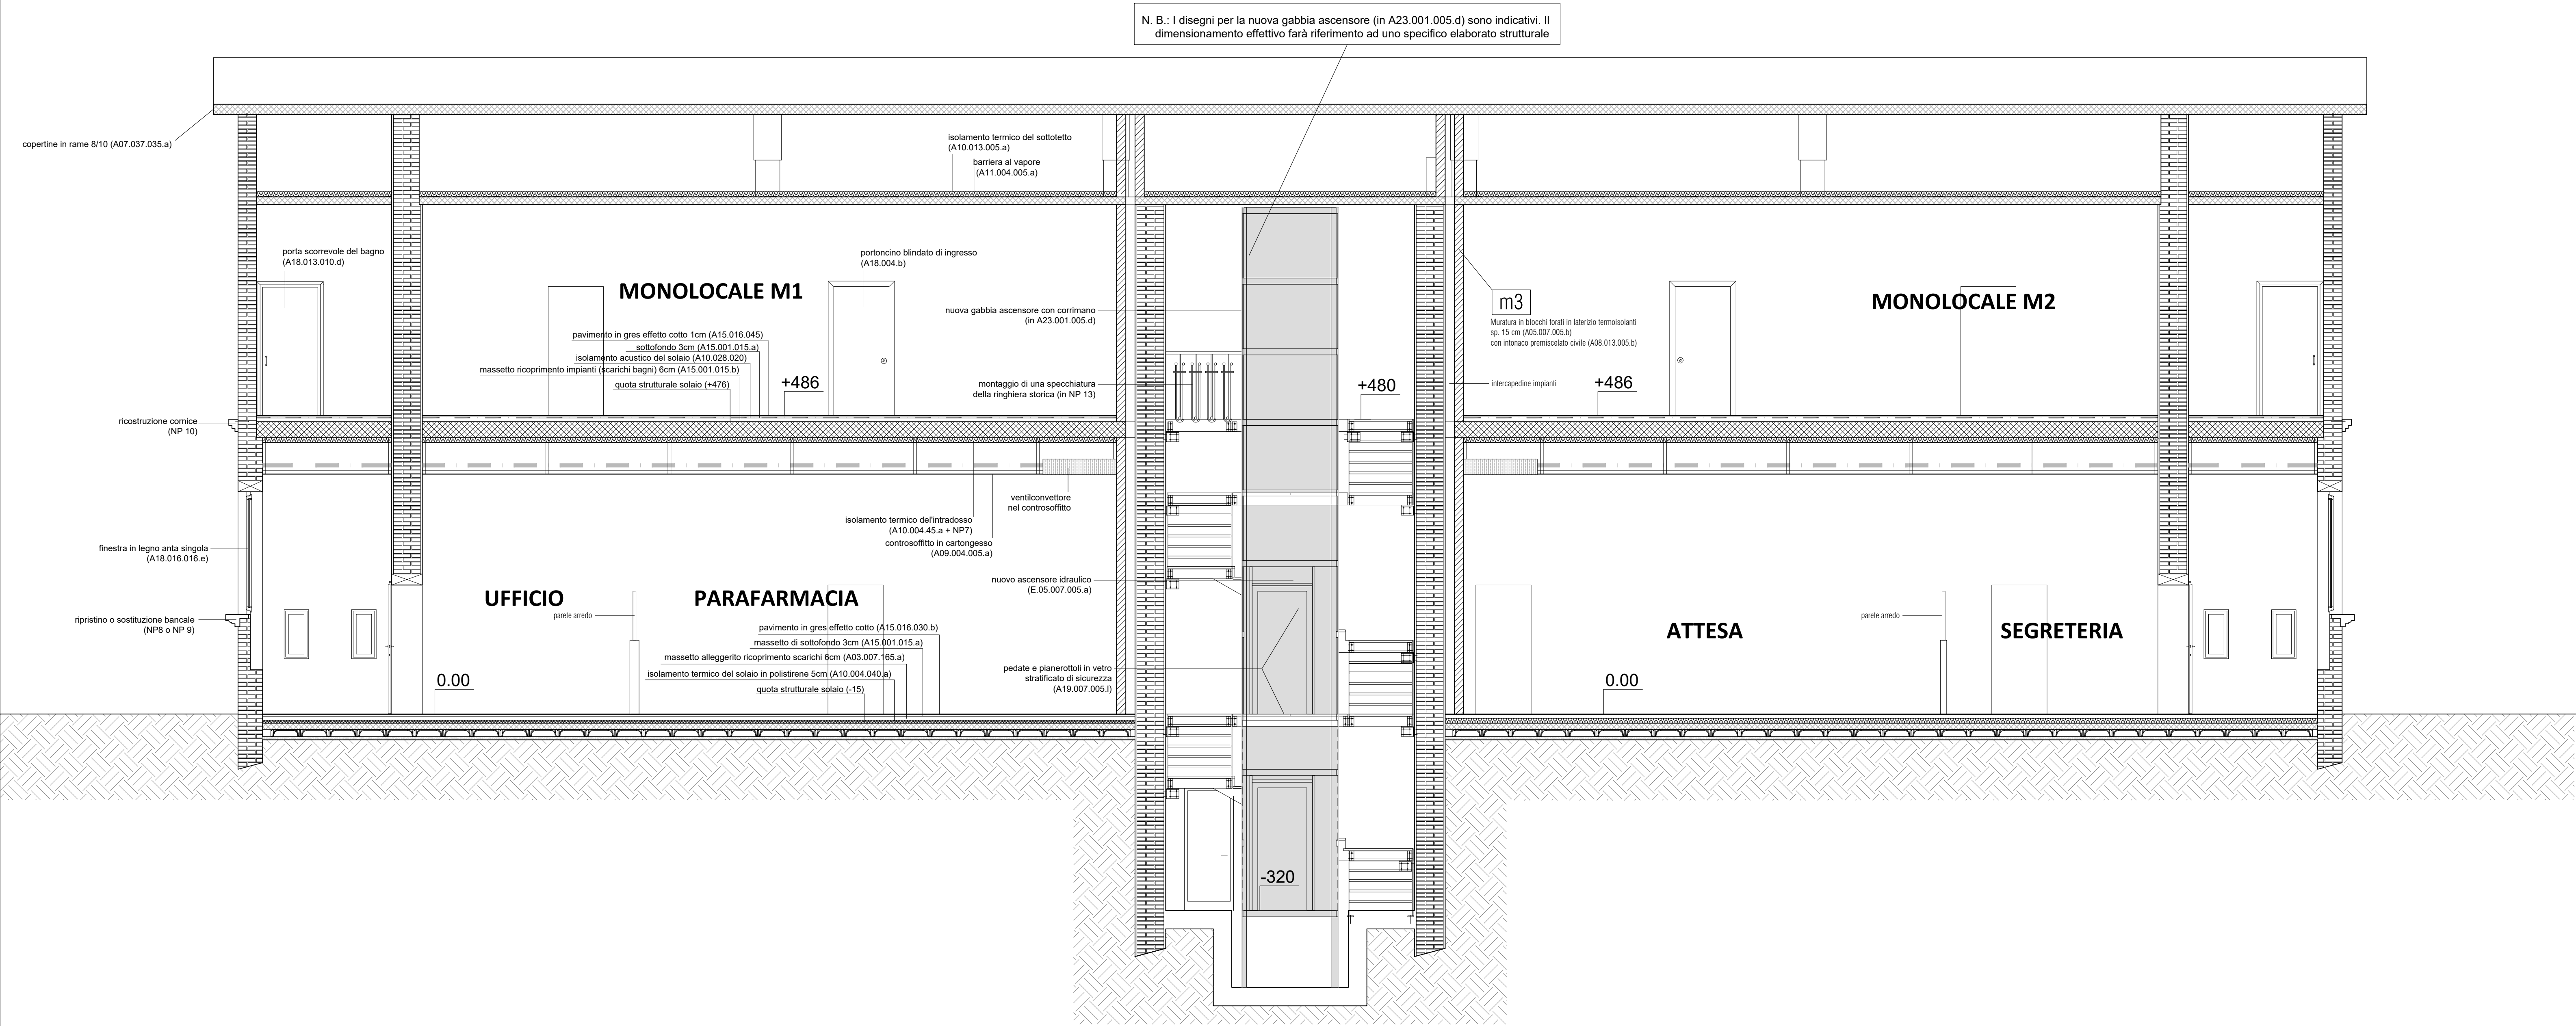 N. B.: I disegni per la nuova gabbia ascensore (in A23.001.005.d) sono indicativi. Il
dimensionamento effettivo farà riferimento ad uno specifico elaborato strutturale
copertine in rame 8/10 (A07.037.035.a)
isolamento termico del sottotetto
(A10.013.005.a)
barriera al vapore
(A11.004.005.a)
porta scorrevole del bagno
(A18.013.010.d)
portoncino blindato di ingresso
(A18.004.b)
MONOLOCALE M1
MONOLOCALE M2
nuova gabbia ascensore con corrimano
(in A23.001.005.d)
m3
Muratura in blocchi forati in laterizio termoisolanti
sp. 15 cm (A05.007.005.b)
con intonaco premiscelato civile (A08.013.005.b)
pavimento in gres effetto cotto 1cm (A15.016.045)
sottofondo 3cm (A15.001.015.a)
isolamento acustico del solaio (A10.028.020)
massetto ricoprimento impianti (scarichi bagni) 6cm (A15.001.015.b)
quota strutturale solaio (+476)
+486
montaggio di una specchiatura
della ringhiera storica (in NP 13)
+480
intercapedine impianti
+486
ricostruzione cornice
(NP 10)
ventilconvettore
nel controsoffitto
isolamento termico del'intradosso
(A10.004.45.a + NP7)
controsoffitto in cartongesso
(A09.004.005.a)
finestra in legno anta singola
(A18.016.016.e)
nuovo ascensore idraulico
(E.05.007.005.a)
UFFICIO
PARAFARMACIA
parete arredo
parete arredo
ripristino o sostituzione bancale
(NP8 o NP 9)
pavimento in gres effetto cotto (A15.016.030.b)
massetto di sottofondo 3cm (A15.001.015.a)
massetto alleggerito ricoprimento scarichi 6cm (A03.007.165.a)
isolamento termico del solaio in polistirene 5cm (A10.004.040.a)
quota strutturale solaio (-15)
ATTESA
SEGRETERIA
pedate e pianerottoli in vetro
stratificato di sicurezza
(A19.007.005.l)
0.00
0.00
-320